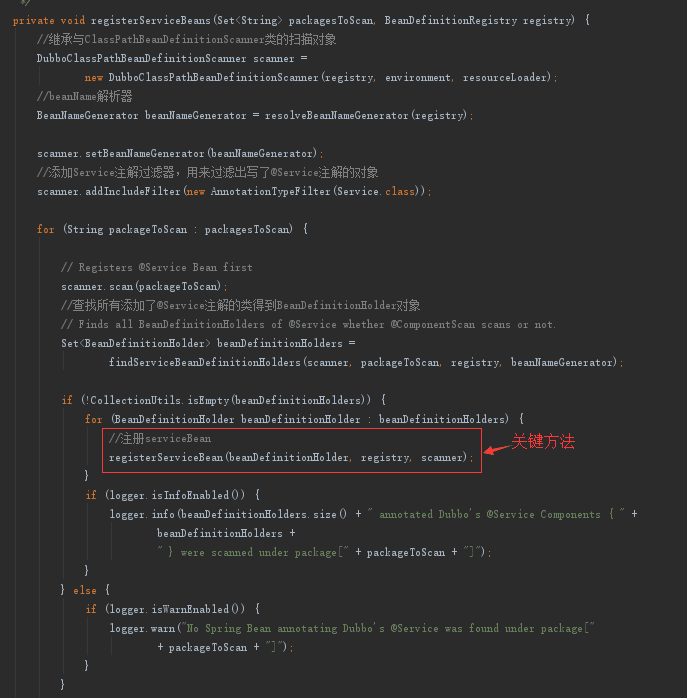 */
private void registerServiceBeans(Set<String> packagesToScan, BeanDefinitionRegistry registry) {
//继承与ClassPathBeanDefinitionScanner类的扫描对象
DubboClassPathBeanDefinitionScanner scanner =
new DubboClassPathBeanDefinitionScanner(registry, environment, resourceLoader);
//beanName解析器
BeanNameGenerator beanNameGenerator = resolveBeanNameGenerator(registry);
scanner.setBeanNameGenerator(beanNameGenerator);
//添加Service注解过滤器，用来过滤出写了@Service注解的对象
scanner.addIncludeFilter(new AnnotationTypeFilter(Service.class));
for (String packageToScan : packagesToScan) {
// Registers @Service Bean first
scanner.scan(packageToScan);
//查找所有添加了@Service注解的类得到BeanDefinitionHolder对象
// Finds all BeanDefinitionHolders of @Service whether @ComponentScan scans or not.
Set<BeanDefinitionHolder> beanDefinitionHolders =
findServiceBeanDefinitionHolders(scanner, packageToScan, registry, beanNameGenerator);
if (!CollectionUtils.isEmpty(beanDefinitionHolders)) {
for (BeanDefinitionHolder beanDefinitionHolder : beanDefinitionHolders) {
//注册serviceBean
registerServiceBean(beanDefinitionHolder, registry, scanner);
关键方法
}
if (logger.isInfoEnabled()) {
logger.info(beanDefinitionHolders.size() + " annotated Dubbo's @Service Components { " +
beanDefinitionHolders +
" } were scanned under package[" + packageToScan + "]");
}
} else {
if (logger.isWarnEnabled()) {
logger.warn("No Spring Bean annotating Dubbo's @Service was found under package["
+ packageToScan + "]");
}
}